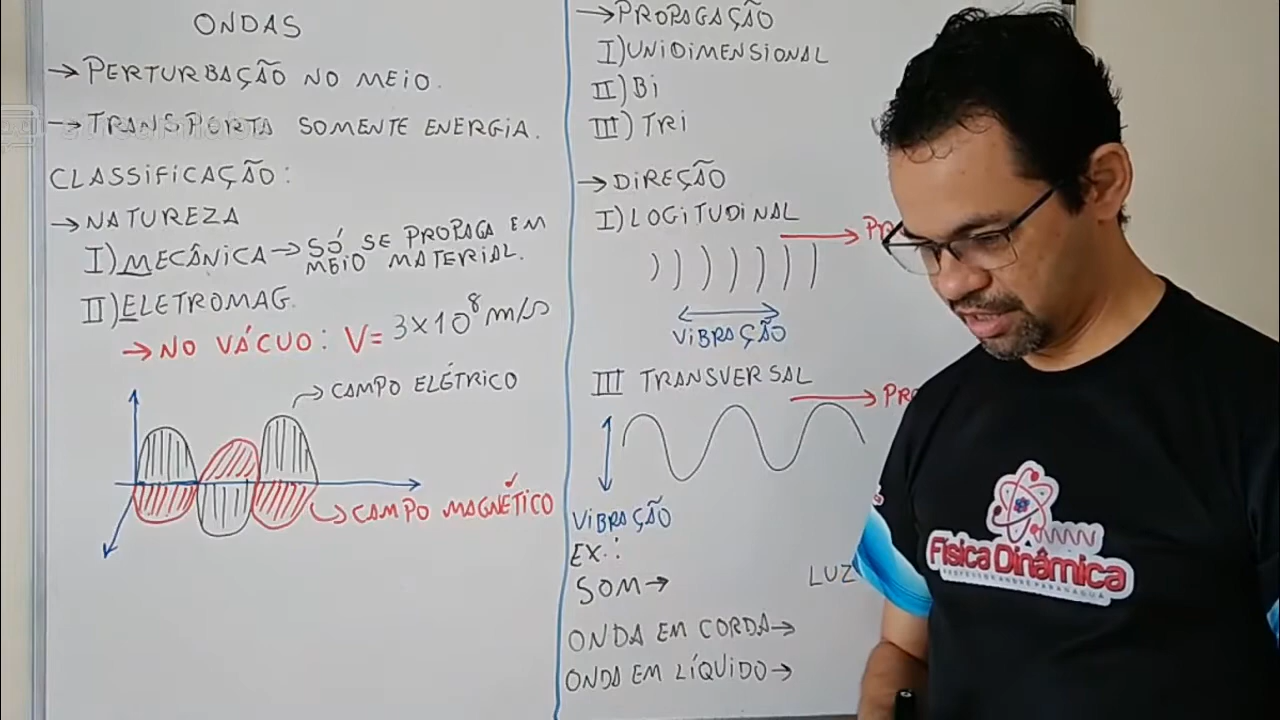 ONDAS
→ PERTURBAÇÃO NO MEIO.
→ TRANSPORTA SOMENTE ENERGIA.
CLASSIFICAÇÃO:
→ NATUREZA
I) MECÂNICA → SÓ SE PROPAGA EM
MEIO MATERIAL.
II) ELETROMAG.
→ NO VÁCUO: V= 3×10⁸ m/s
→ CAMPO ELÉTRICO
→ CAMPO MAGNÉTICO
→ PROPAGAÇÃO
I) UNIDIMENSIONAL
II) BI
III) TRI
→ DIREÇÃO
I) LOGITUDINAL
VIBRAÇÃO
III TRANSVERSAL
VIBRAÇÃO
EX.:
SOM →
LUZ
ONDA EM CORDA →
ONDA EM LÍQUIDO →
Física Dinâmica